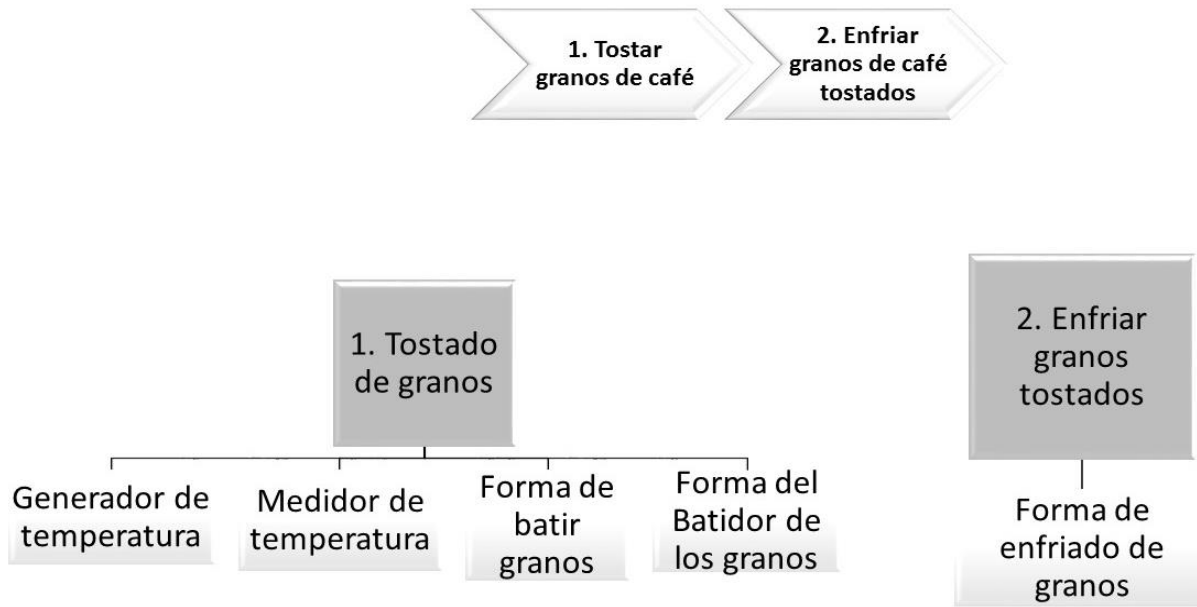 1. Tostar
granos de café
2. Enfriar
granos de café
tostados
1. Tostado
de granos
2. Enfriar
granos
tostados
Generador de
temperatura
Medidor de
temperatura
Forma de
batir
granos
Forma del
Batidor de
los granos
Forma de
enfriado de
granos